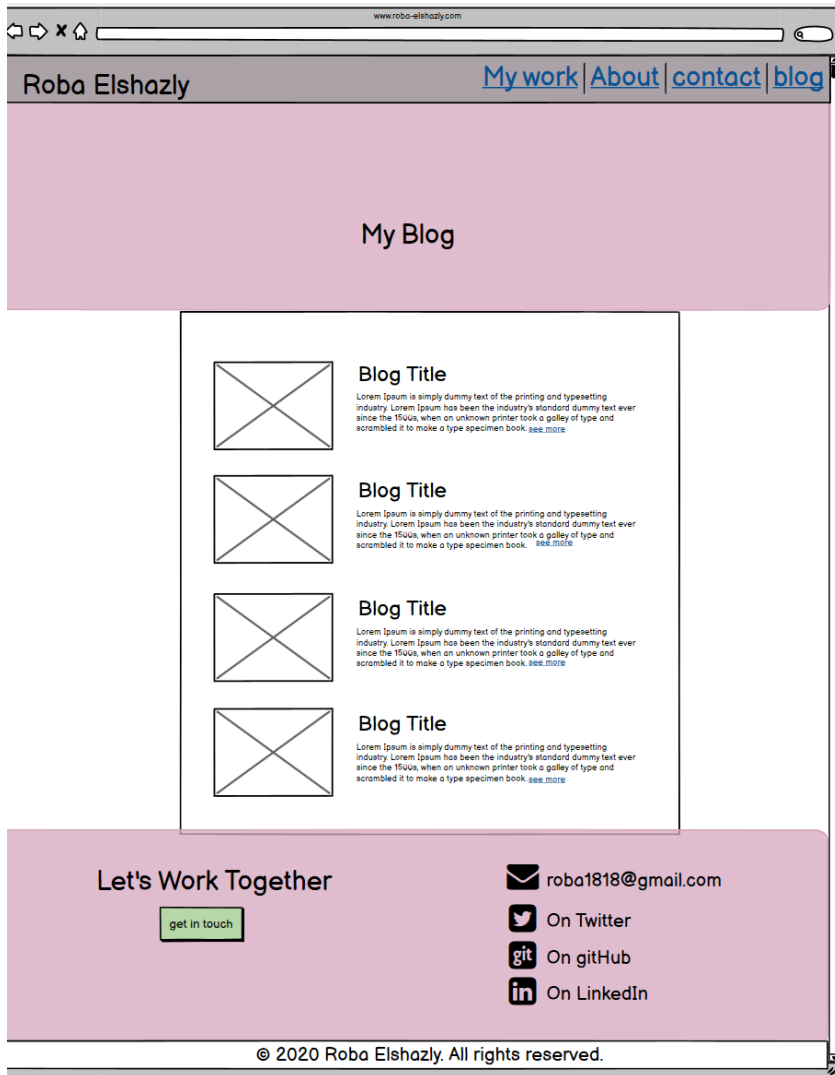 www.roba-elshazly.com
Roba Elshazly
My work | About | contact | blog
My Blog
Blog Title
Lorem Ipsum is simply dummy text of the printing and typesetting
industry. Lorem Ipsum has been the industry's standard dummy text ever
since the 1500s, when an unknown printer took a galley of type and
scrambled it to make a type specimen book. see more
Blog Title
Lorem Ipsum is simply dummy text of the printing and typesetting
industry. Lorem Ipsum has been the industry's standard dummy text ever
since the 1500s, when an unknown printer took a galley of type and
scrambled it to make a type specimen book. see more
Blog Title
Lorem Ipsum is simply dummy text of the printing and typesetting
industry. Lorem Ipsum has been the industry's standard dummy text ever
since the 1500s, when an unknown printer took a galley of type and
scrambled it to make a type specimen book. see more
Blog Title
Lorem Ipsum is simply dummy text of the printing and typesetting
industry. Lorem Ipsum has been the industry's standard dummy text ever
since the 1500s, when an unknown printer took a galley of type and
scrambled it to make a type specimen book. see more
Let's Work Together
get in touch
roba1818@gmail.com
On Twitter
git On gitHub
in On LinkedIn
© 2020 Roba Elshazly. All rights reserved.